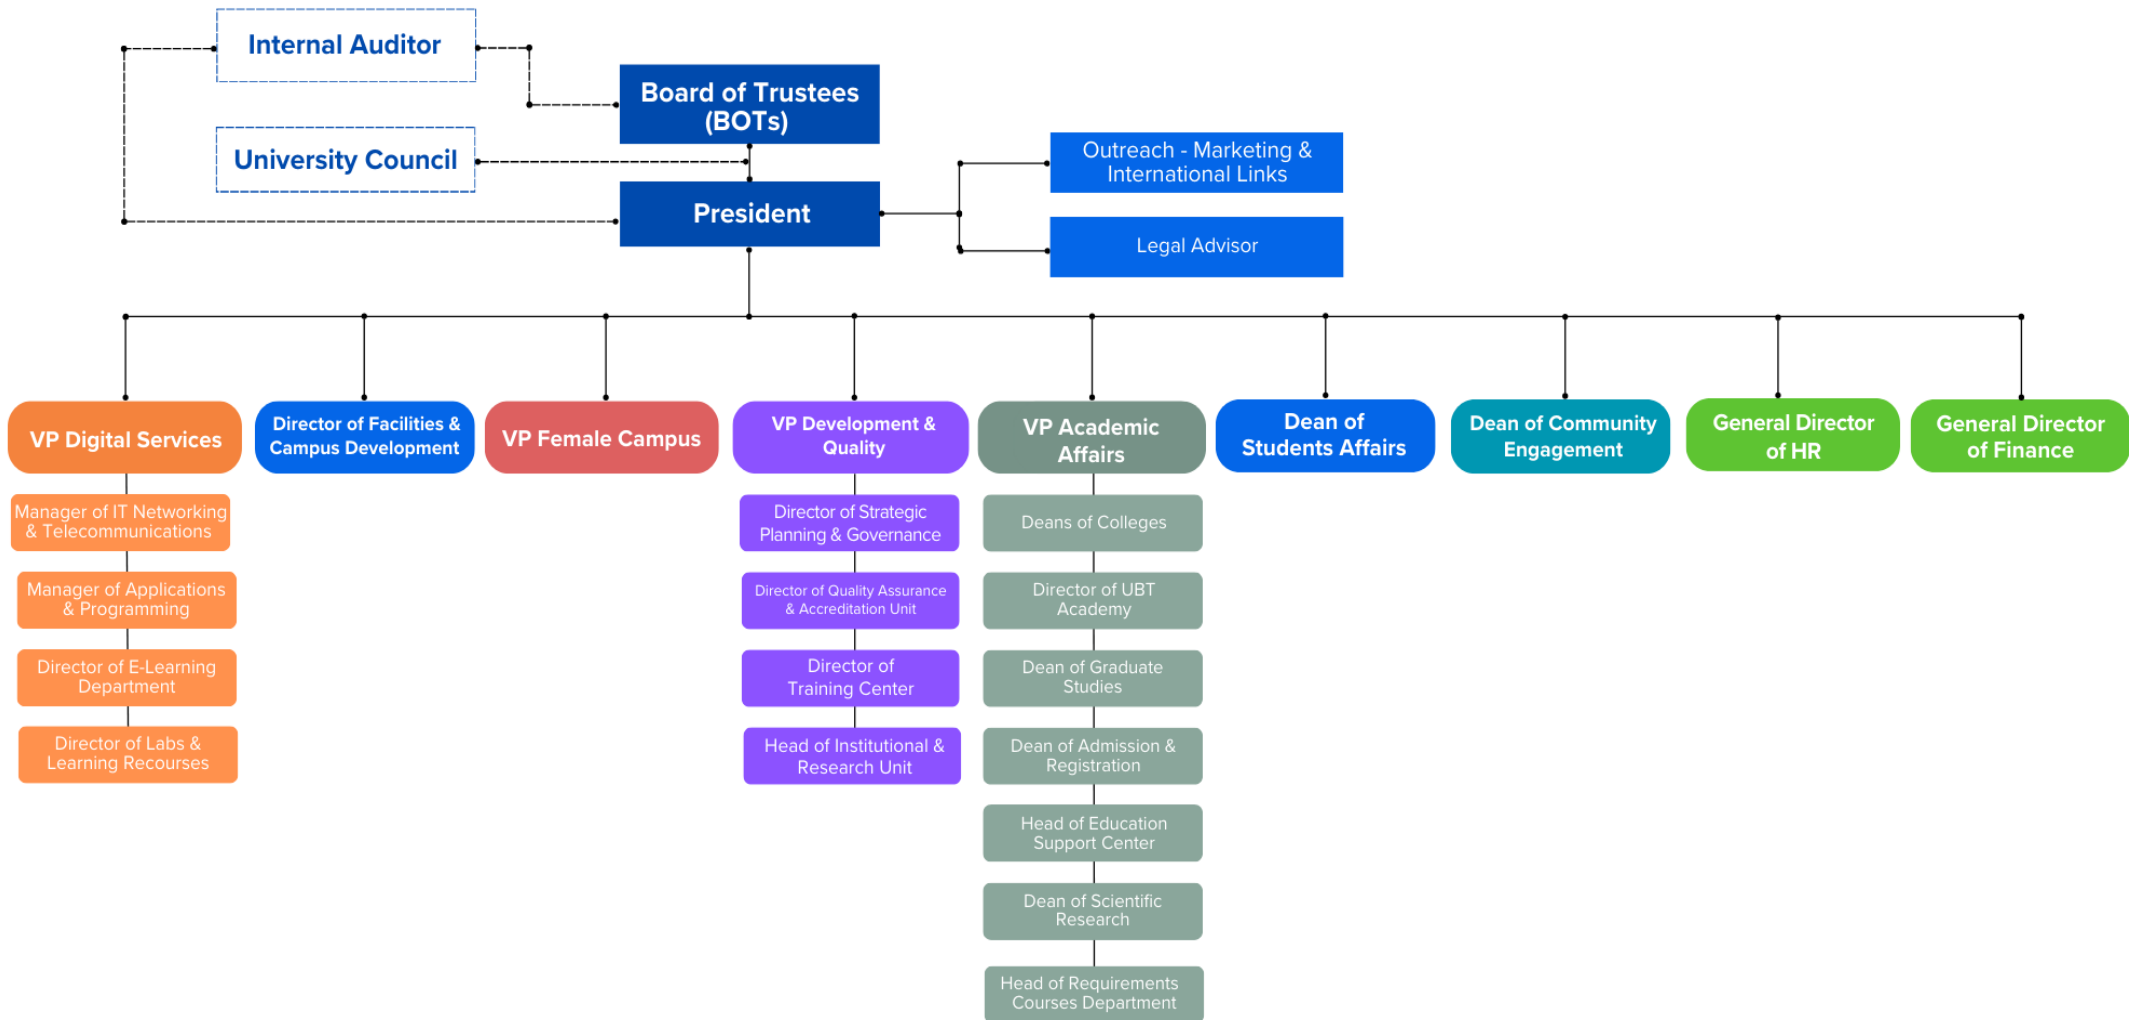 Internal Auditor
Board of Trustees
(BOTs)
University Council
Outreach - Marketing &
International Links
President
Legal Advisor
VP Digital Services
Director of Facilities &
Campus Development
VP Female Campus
VP Development &
Quality
VP Academic
Affairs
Dean of
Students Affairs
Dean of Community
Engagement
General Director
of HR
General Director
of Finance
Manager of IT Networking
& Telecommunications
Manager of Applications
& Programming
Director of E-Learning
Department
Director of Labs &
Learning Recourses
Director of Strategic
Planning & Governance
Director of Quality Assurance
& Accreditation Unit
Director of
Training Center
Head of Institutional &
Research Unit
Deans of Colleges
Director of UBT
Academy
Dean of Graduate
Studies
Dean of Admission &
Registration
Head of Education
Support Center
Dean of Scientific
Research
Head of Requirements
Courses Department